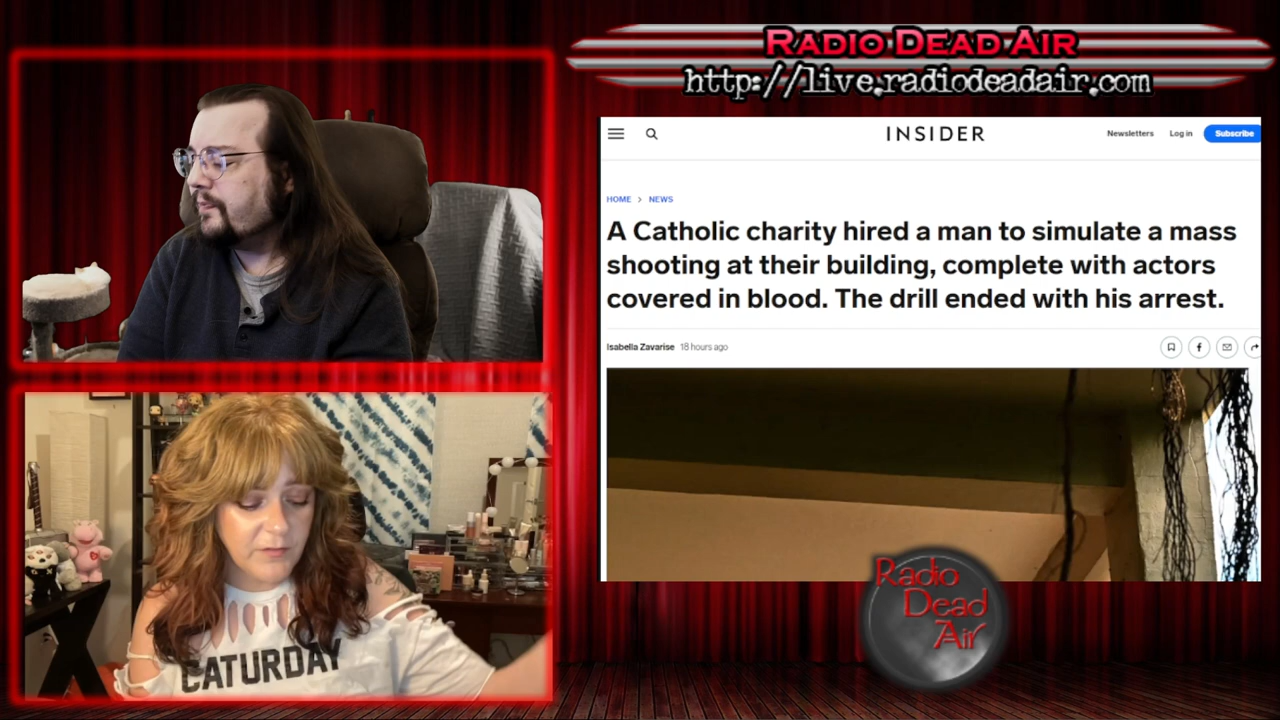 RADIO DEAD AIR
http://live.radiodeadair.com
INSIDER
Newsletters
Log in
Subscribe
HOME > NEWS
A Catholic charity hired a man to simulate a mass
shooting at their building, complete with actors
covered in blood. The drill ended with his arrest.
Isabella Zavarise 18 hours ago
CATURDAY
Radio
Dead
Air